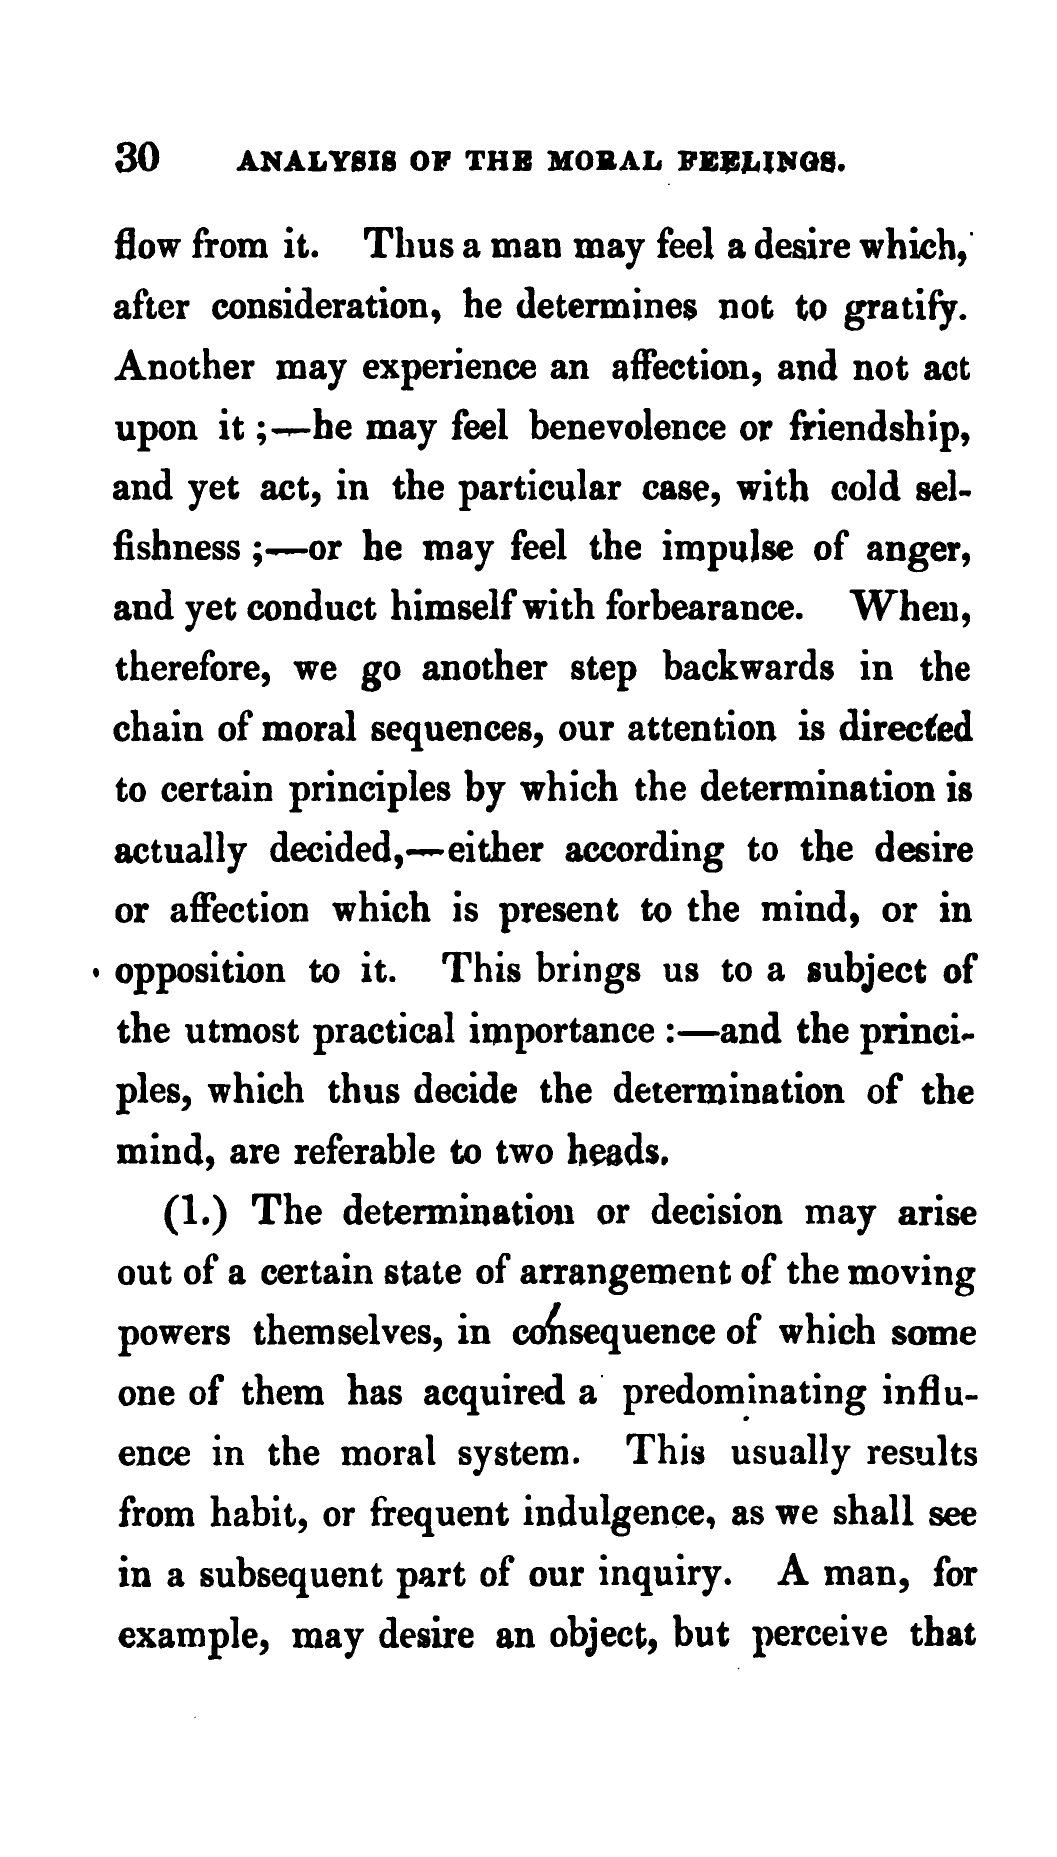 30 ANALYSIS OF THE MORAL FEELINGS.
flow from it. Thus a man may feel a desire which,
after consideration, he determines not to gratify.
Another may experience an affection, and not act
upon it ;—he may feel benevolence or friendship,
and yet act, in the particular case, with cold sel-
fishness ;—or he may feel the impulse of anger,
and yet conduct himself with forbearance. When,
therefore, we go another step backwards in the
chain of moral sequences, our attention is directed
to certain principles by which the determination is
actually decided,—either according to the desire
or affection which is present to the mind, or in
opposition to it. This brings us to a subject of
the utmost practical importance :—and the princi-
ples, which thus decide the determination of the
mind, are referable to two heads.
(1.) The determination or decision may arise
out of a certain state of arrangement of the moving
powers themselves, in consequence of which some
one of them has acquired a predominating influ-
ence in the moral system. This usually results
from habit, or frequent indulgence, as we shall see
in a subsequent part of our inquiry. A man, for
example, may desire an object, but perceive that